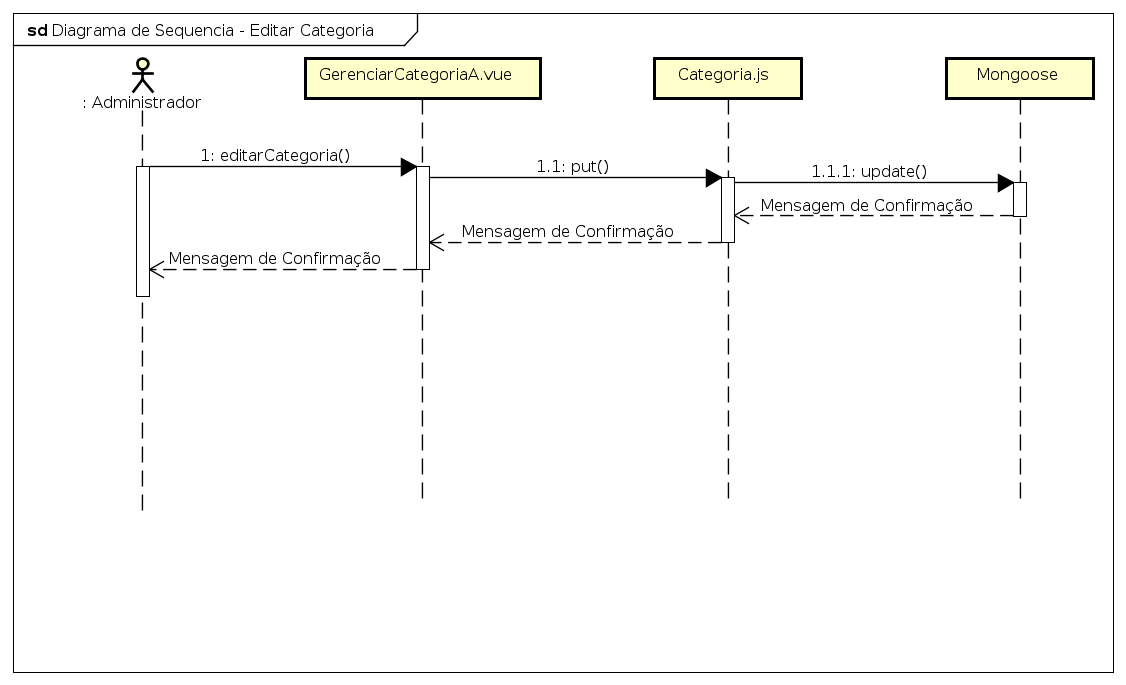 sd Diagrama de Sequencia - Editar Categoria
: Administrador
GerenciarCategoriaA.vue
Categoria.js
Mongoose
1: editarCategoria()
1.1: put()
1.1.1: update()
Mensagem de Confirmação
Mensagem de Confirmação
Mensagem de Confirmação